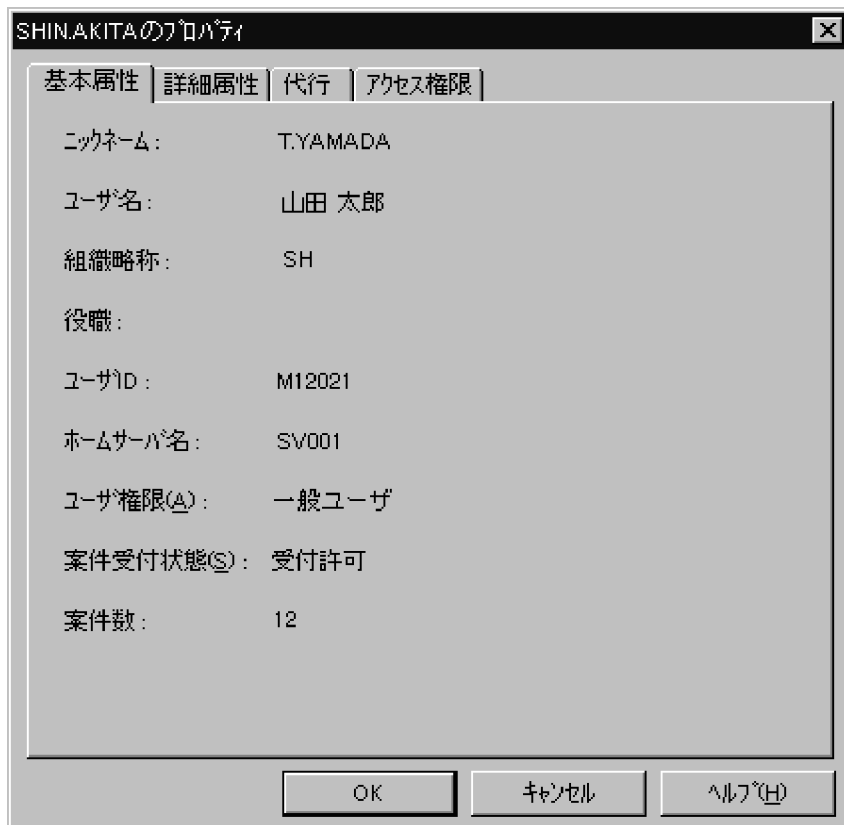 SHIN.AKITAのﾌﾟﾛﾊﾟﾃｨ
基本属性 詳細属性 代行 ｱｸｾｽ権限
ﾆｯｸﾈｰﾑ: T.YAMADA
ﾕｰｻﾞ名: 山田 太郎
組織略称: SH
役職:
ﾕｰｻﾞID: M12021
ﾎｰﾑｻｰﾊﾞ名: SV001
ﾕｰｻﾞ権限(A): 一般ユーザ
案件受付状態(S): 受付許可
案件数: 12
OK ｷｬﾝｾﾙ ﾍﾙﾌﾟ(H)